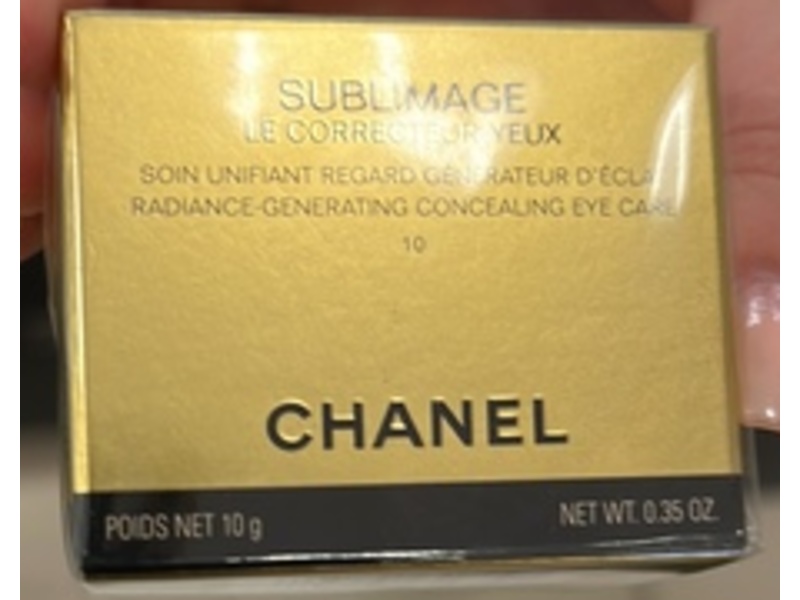 SUBLIMAGE
LE CORRECTEUR YEUX
SOIN UNIFIANT REGARD GÉNÉRATEUR D'ÉCLAT
RADIANCE-GENERATING CONCEALING EYE CARE
10
CHANEL
POIDS NET 10 g
NET WT. 0.35 OZ.